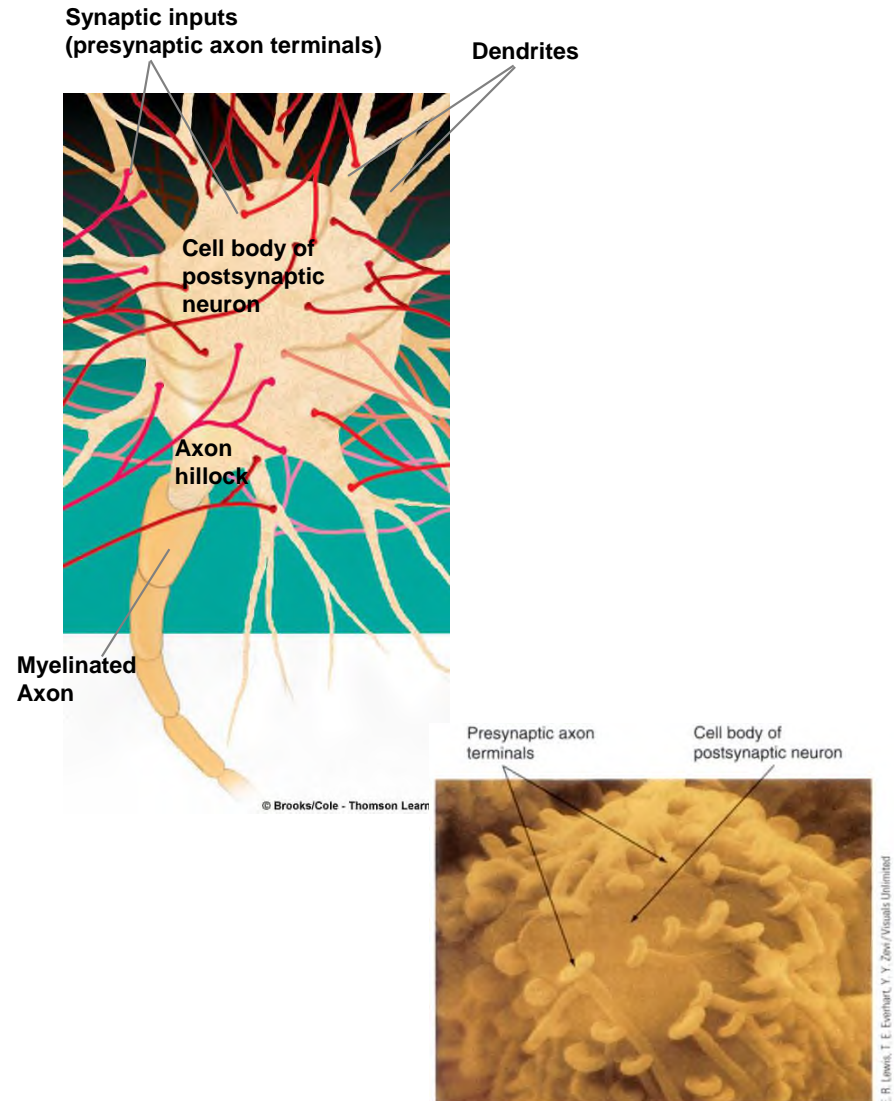 Synaptic inputs
(presynaptic axon terminals)
Dendrites
Cell body of
postsynaptic
neuron
Axon
hillock
Myelinated
Axon
© Brooks/Cole - Thomson Learn
Presynaptic axon
terminals
Cell body of
postsynaptic neuron
R. Lewis, T. E. Everhart, Y. Y. Zevi / Visuals Unlimited